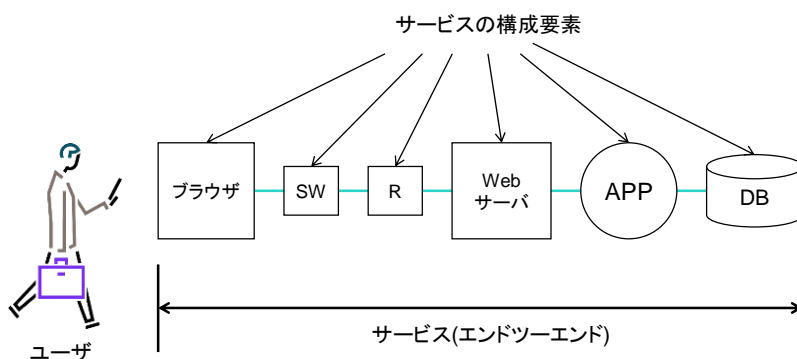 サービスの構成要素
ブラウザ
SW
R
Web
サーバ
APP
DB
サービス(エンドツーエンド)
ユーザ